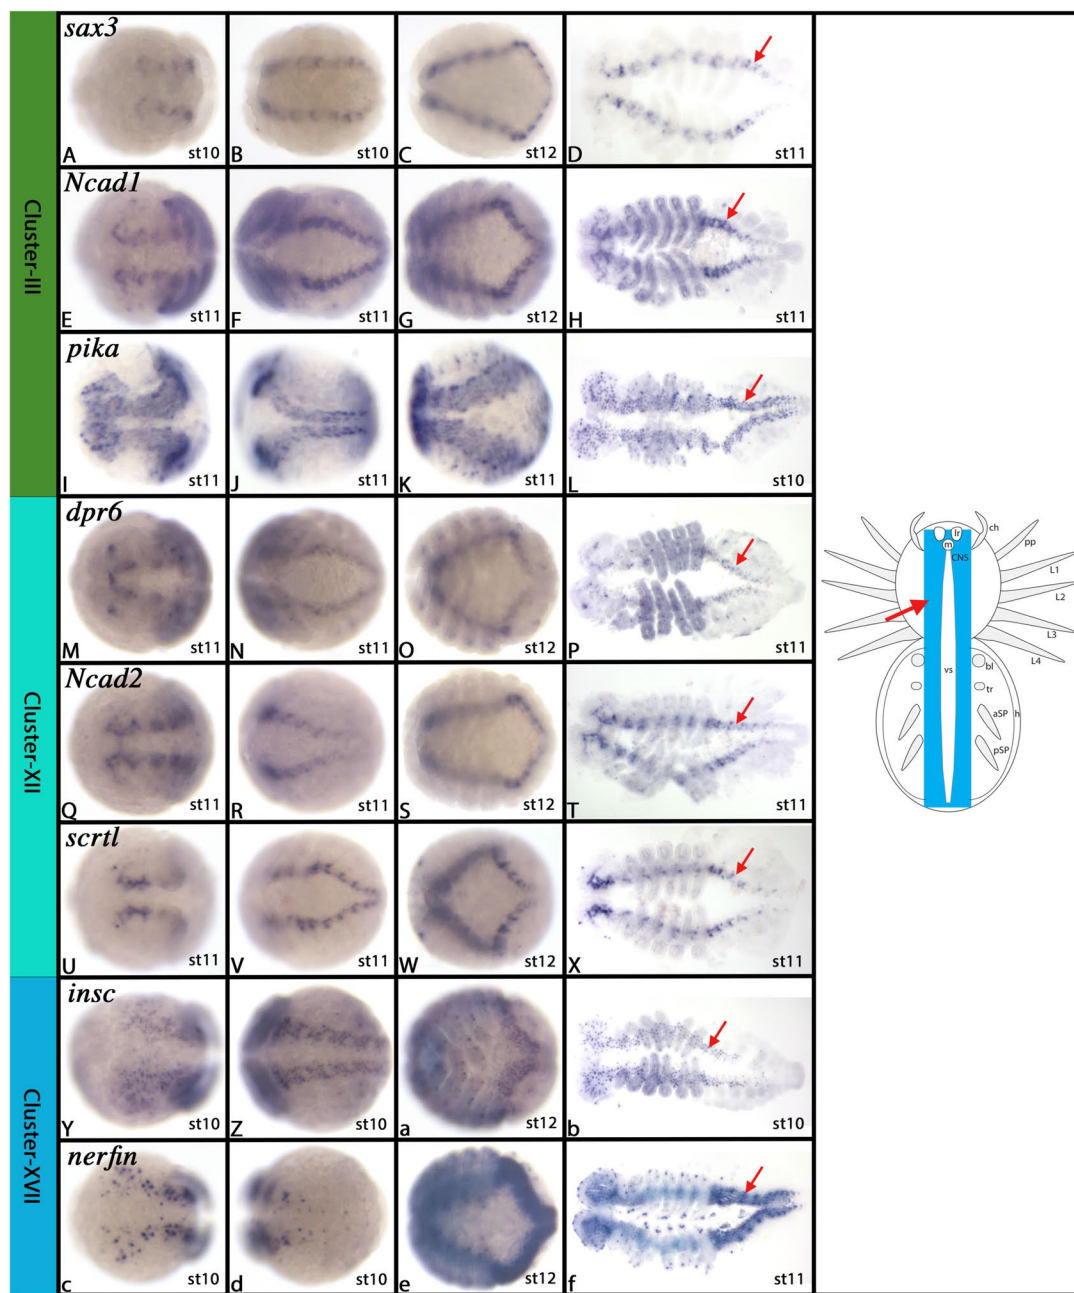 Cluster-III
sax3
A st10
B st10
C st12
D st11
Ncad1
E st11
F st11
G st12
H st11
pika
I st11
J st11
K st11
L st10
Cluster-XII
dpr6
M st11
N st11
O st12
P st11
Ncad2
Q st11
R st11
S st12
T st11
scrtl
U st11
V st11
W st12
X st11
Cluster-XVII
insc
Y st10
Z st10
a st12
b st10
nerfin
c st10
d st10
e st12
f st11
ch
lr
m
CNS
pp
L1
L2
L3
L4
vs
bl
tr
aSP h
pSP